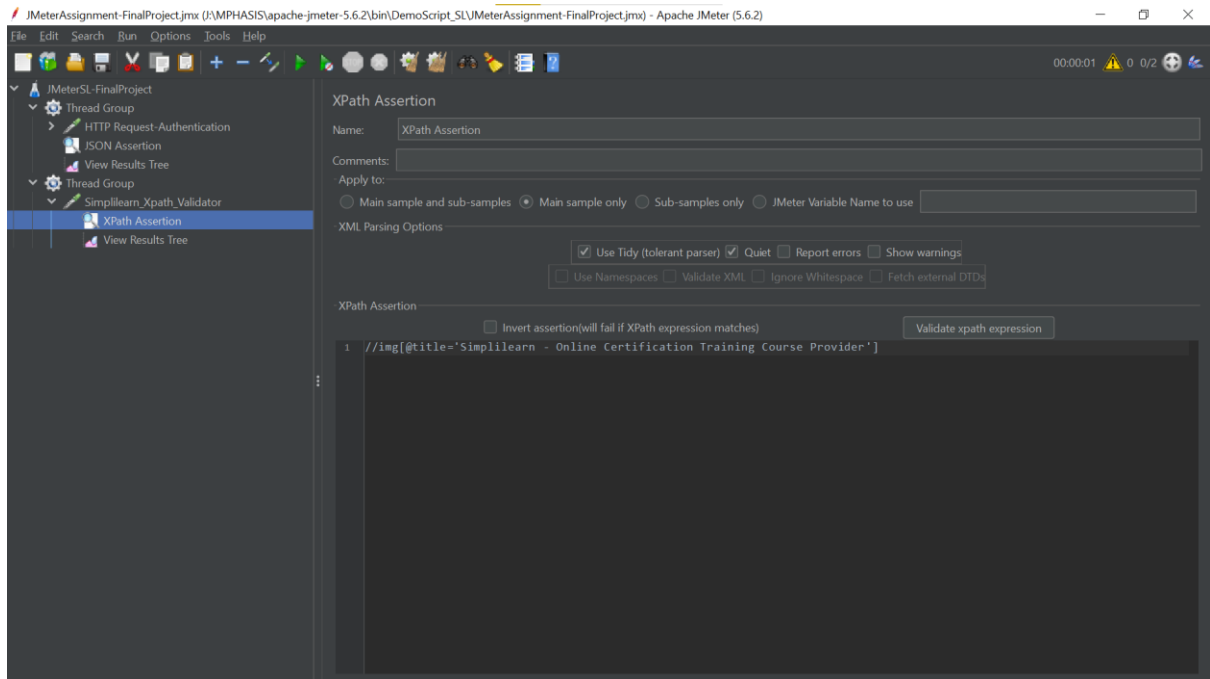 JMeterAssignment-FinalProject.jmx (J:\MPHASIS\apache-jmeter-5.6.2\bin\DemoScript_SL\JMeterAssignment-FinalProject.jmx) - Apache JMeter (5.6.2)
File Edit Search Run Options Tools Help
00:00:01 0 0/2
JMeterSL-FinalProject
Thread Group
HTTP Request-Authentication
JSON Assertion
View Results Tree
Thread Group
Simplilearn_Xpath_Validator
XPath Assertion
View Results Tree
XPath Assertion
Name: XPath Assertion
Comments:
Apply to:
Main sample and sub-samples Main sample only Sub-samples only JMeter Variable Name to use
XML Parsing Options
Use Tidy (tolerant parser) Quiet Report errors Show warnings
Use Namespaces Validate XML Ignore Whitespace Fetch external DTDs
XPath Assertion
Invert assertion(will fail if XPath expression matches) Validate xpath expression
1 //img[@title='Simplilearn - Online Certification Training Course Provider']